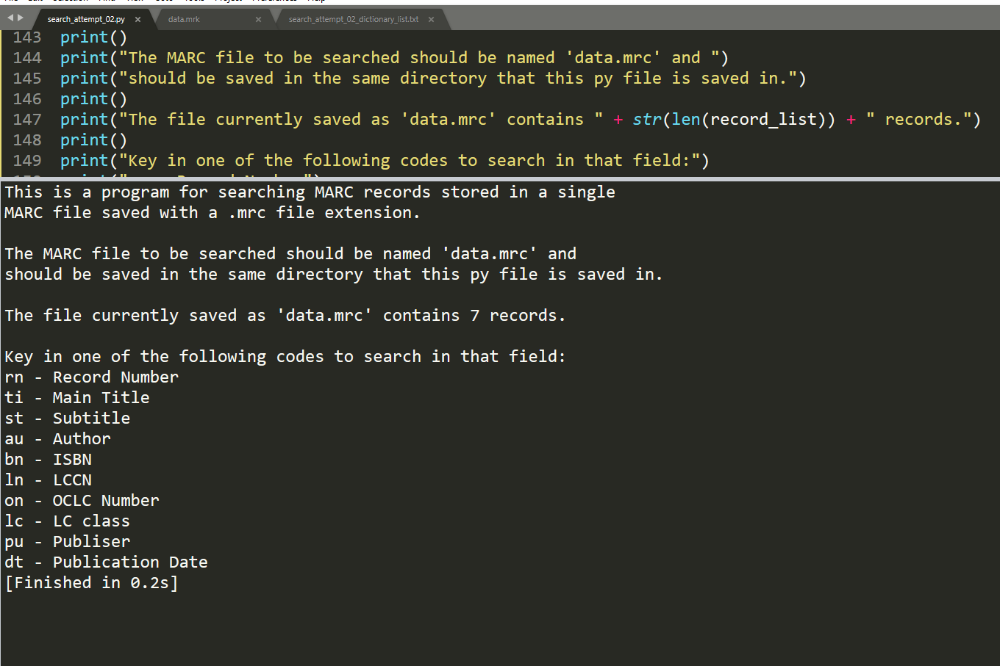 search_attempt_02.py × data.mrk × search_attempt_02_dictionary_list.txt ×
143 print()
144 print("The MARC file to be searched should be named 'data.mrc' and ")
145 print("should be saved in the same directory that this py file is saved in.")
146 print()
147 print("The file currently saved as 'data.mrc' contains " + str(len(record_list)) + " records.")
148 print()
149 print("Key in one of the following codes to search in that field:")
This is a program for searching MARC records stored in a single
MARC file saved with a .mrc file extension.
The MARC file to be searched should be named 'data.mrc' and
should be saved in the same directory that this py file is saved in.
The file currently saved as 'data.mrc' contains 7 records.
Key in one of the following codes to search in that field:
rn - Record Number
ti - Main Title
st - Subtitle
au - Author
bn - ISBN
ln - LCCN
on - OCLC Number
lc - LC class
pu - Publiser
dt - Publication Date
[Finished in 0.2s]